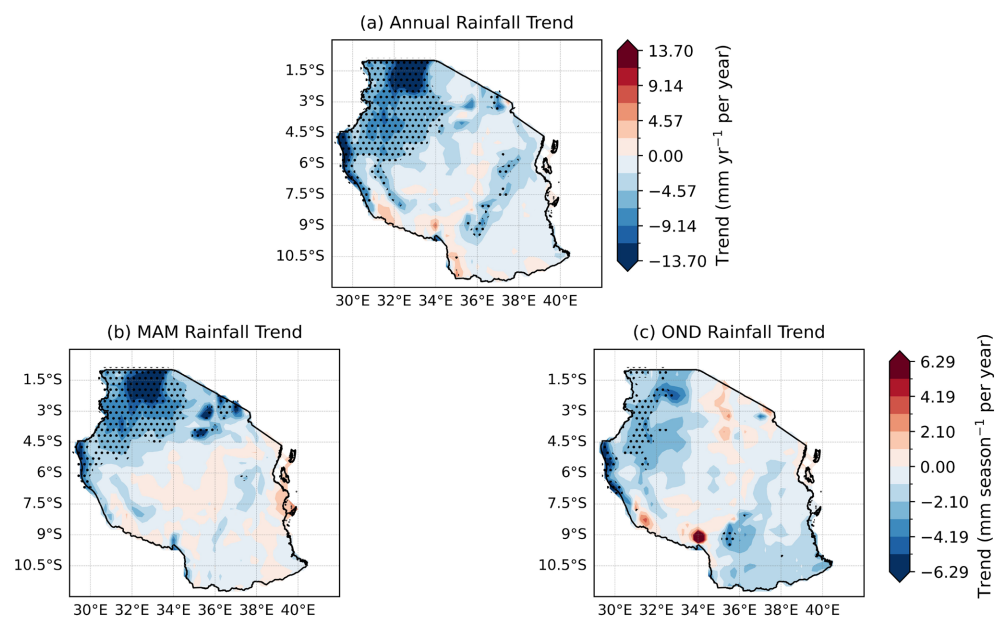 (a) Annual Rainfall Trend
1.5°S
3°S
4.5°S
6°S
7.5°S
9°S
10.5°S
30°E 32°E 34°E 36°E 38°E 40°E
13.70
9.14
4.57
0.00
−4.57
−9.14
−13.70
Trend (mm yr⁻¹ per year)
(b) MAM Rainfall Trend
1.5°S
3°S
4.5°S
6°S
7.5°S
9°S
10.5°S
30°E 32°E 34°E 36°E 38°E 40°E
(c) OND Rainfall Trend
1.5°S
3°S
4.5°S
6°S
7.5°S
9°S
10.5°S
30°E 32°E 34°E 36°E 38°E 40°E
6.29
4.19
2.10
0.00
−2.10
−4.19
−6.29
Trend (mm season⁻¹ per year)